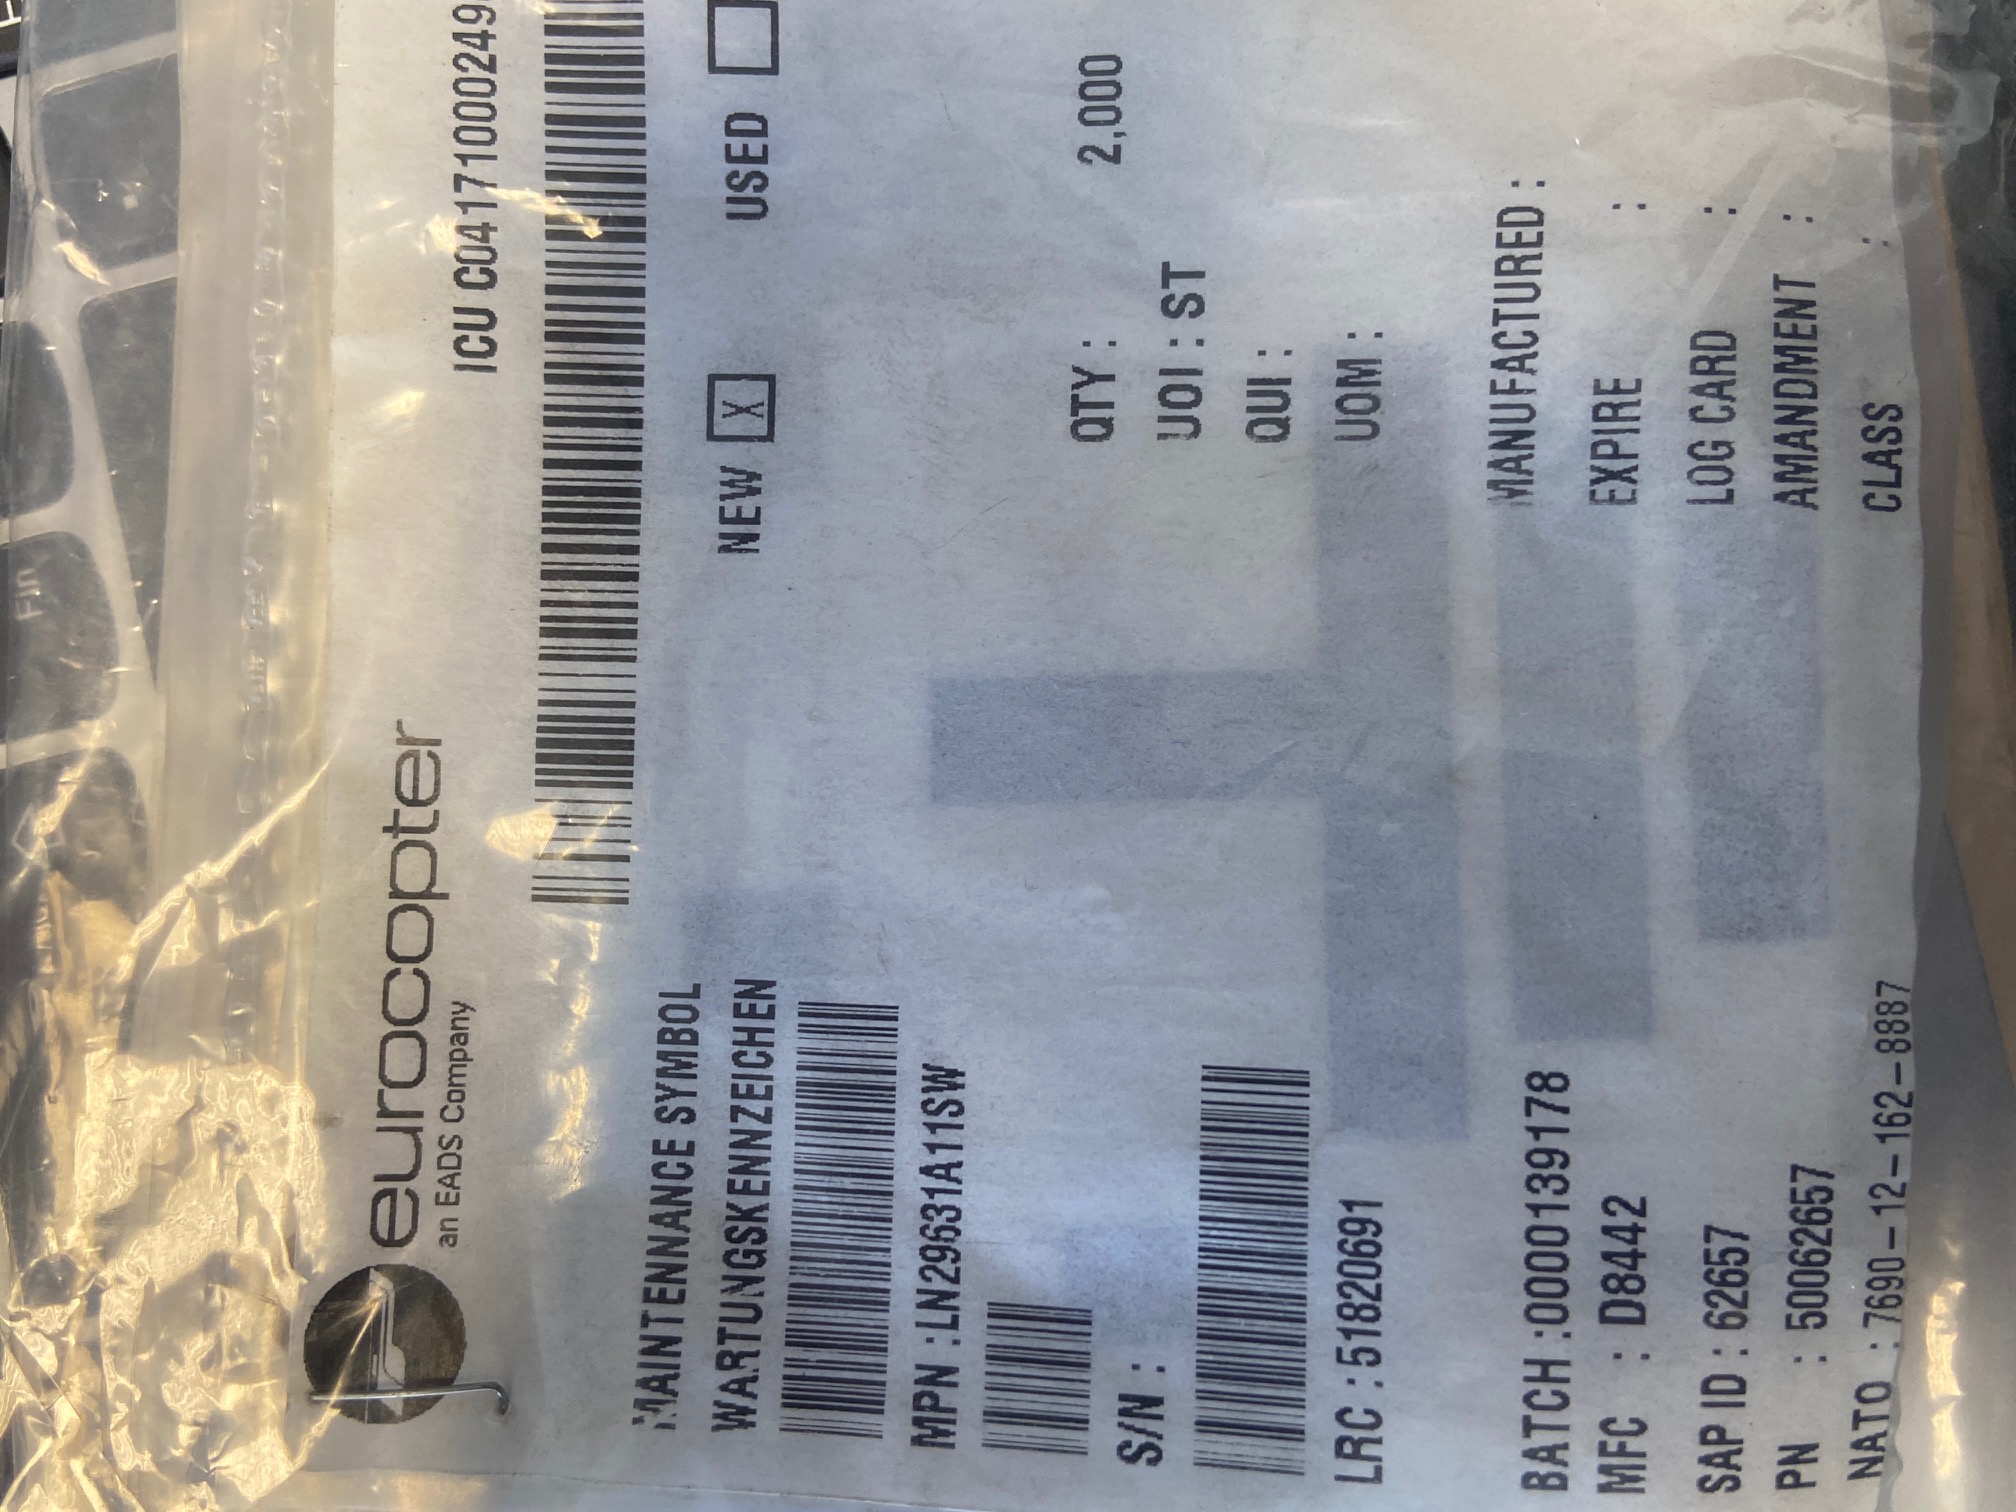 Fin
eurocopter
an EADS Company
ICU C0417100249
MAINTENNANCE SYMBOL
WARTUNGSKENNZEICHEN
NEW X USED
MPN :LN29631A11SW
S/N :
QTY : 2,000
UOI : ST
QUI :
UOM :
LRC :51820691
BATCH :0000139178
MANUFACTURED :
MFC : D8442
EXPIRE :
SAP ID : 62657
LOG CARD :
PN : 50062657
AMANDMENT :
NATO : 7690-12-162-8887
CLASS :